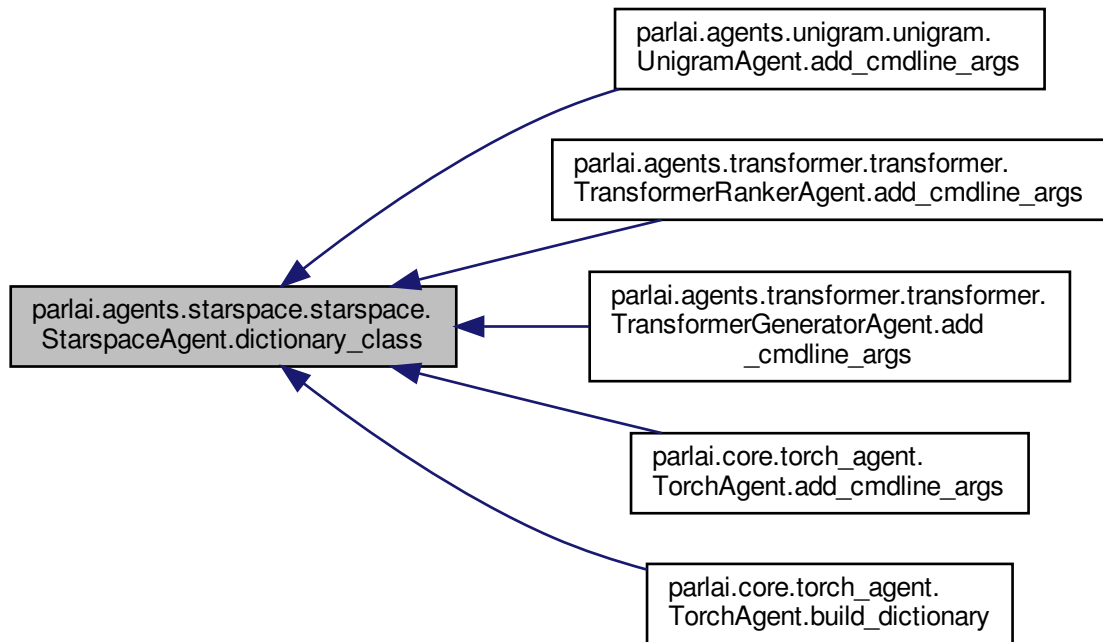 parlai.agents.unigram.unigram.
UnigramAgent.add_cmdline_args
parlai.agents.transformer.transformer.
TransformerRankerAgent.add_cmdline_args
parlai.agents.starspace.starspace.
StarspaceAgent.dictionary_class
parlai.agents.transformer.transformer.
TransformerGeneratorAgent.add
_cmdline_args
parlai.core.torch_agent.
TorchAgent.add_cmdline_args
parlai.core.torch_agent.
TorchAgent.build_dictionary